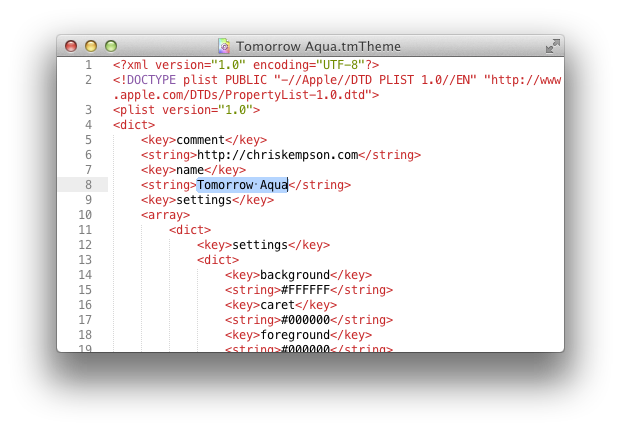 Tomorrow Aqua.tmTheme
1 <?xml version="1.0" encoding="UTF-8"?>
2 <!DOCTYPE plist PUBLIC "-//Apple//DTD PLIST 1.0//EN" "http://www
.apple.com/DTDs/PropertyList-1.0.dtd">
3 <plist version="1.0">
4 <dict>
5 <key>comment</key>
6 <string>http://chriskempson.com</string>
7 <key>name</key>
8 <string>Tomorrow Aqua</string>
9 <key>settings</key>
10 <array>
11 <dict>
12 <key>settings</key>
13 <dict>
14 <key>background</key>
15 <string>#FFFFFF</string>
16 <key>caret</key>
17 <string>#000000</string>
18 <key>foreground</key>
19 <string>#000000</string>